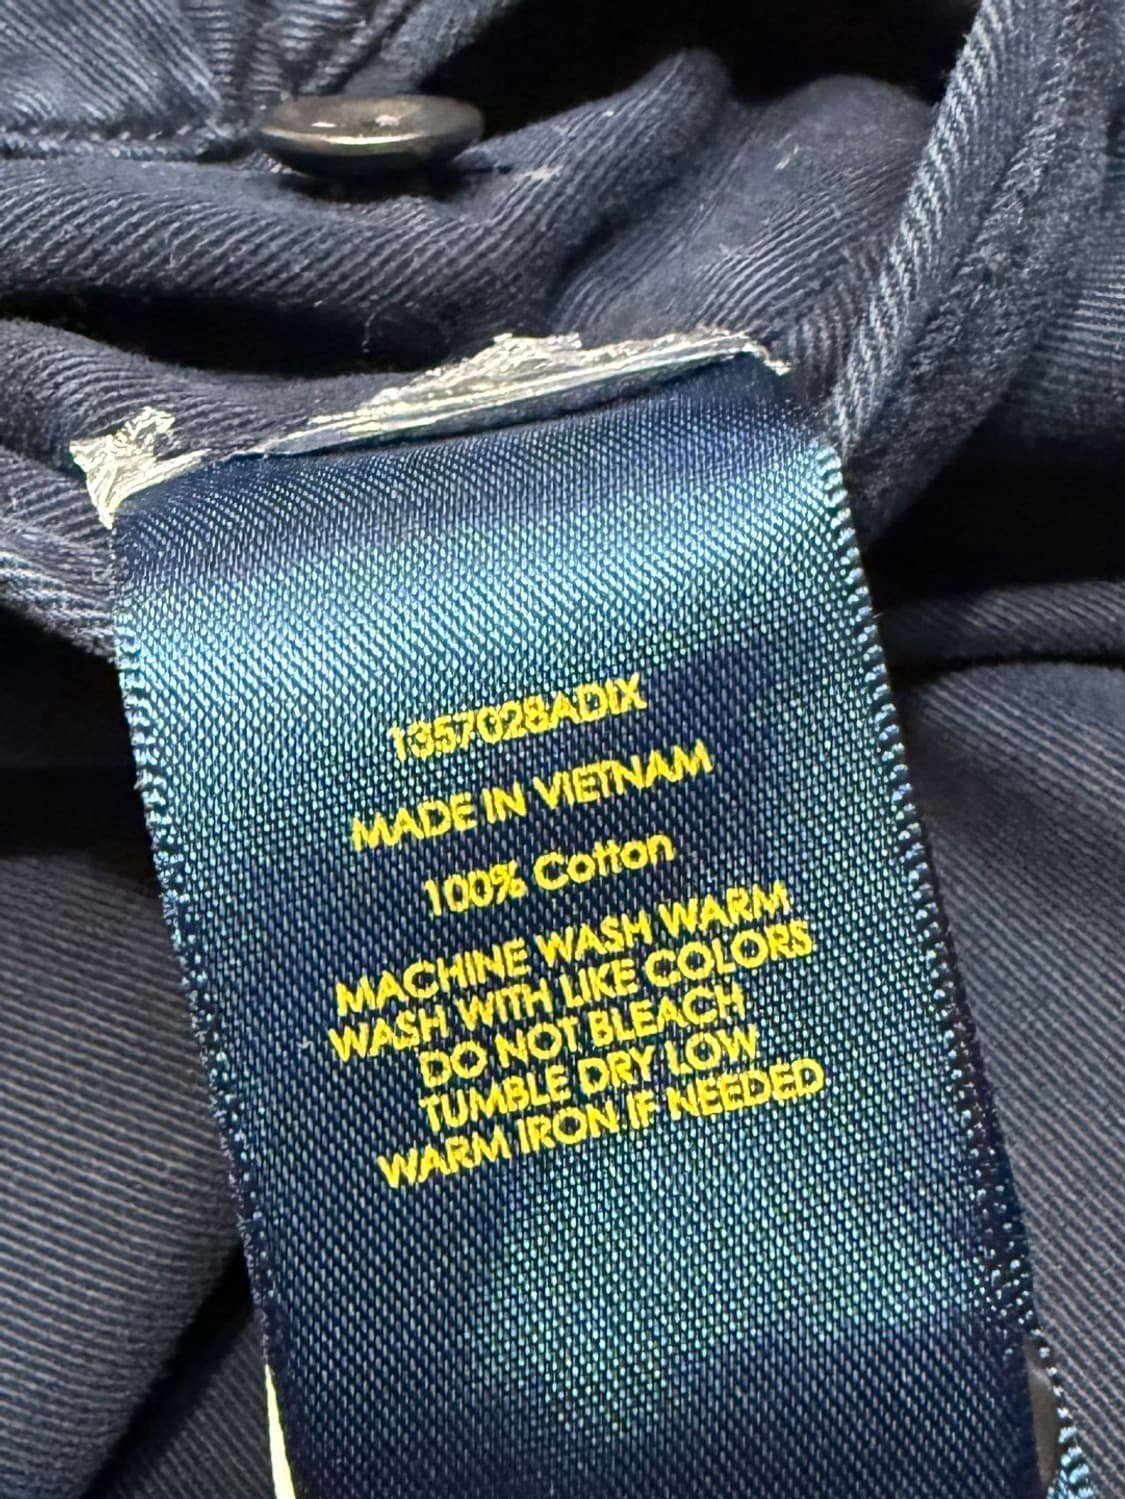 1357028ADIX
MADE IN VIETNAM
100% Cotton
MACHINE WASH WARM
WASH WITH LIKE COLORS
DO NOT BLEACH
TUMBLE DRY LOW
WARM IRON IF NEEDED